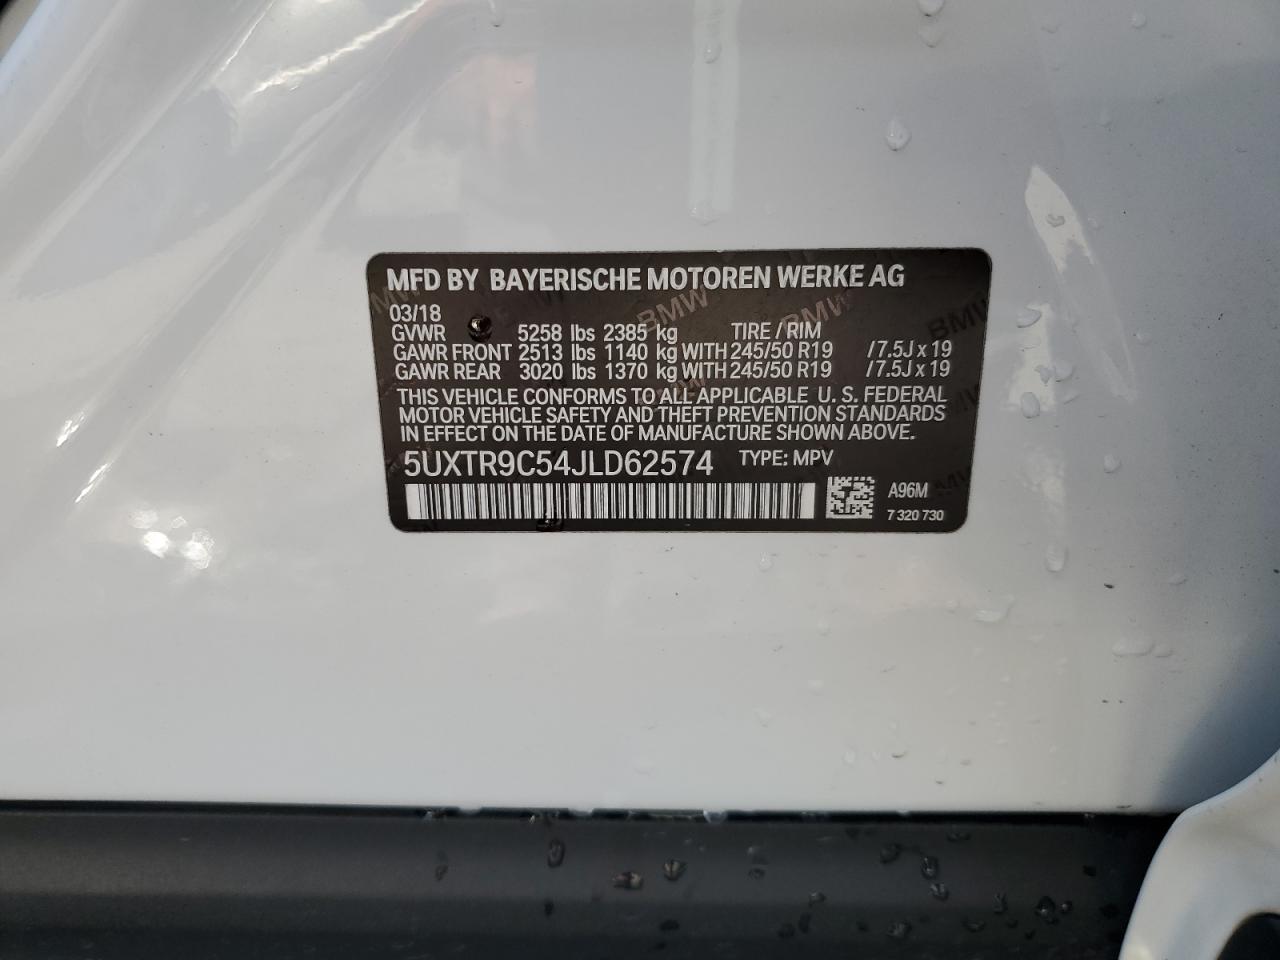 MFD BY BAYERISCHE MOTOREN WERKE AG
03/18
GVWR 5258 lbs 2385 kg TIRE / RIM
GAWR FRONT 2513 lbs 1140 kg WITH 245/50 R19 /7.5J x 19
GAWR REAR 3020 lbs 1370 kg WITH 245/50 R19 /7.5J x 19
THIS VEHICLE CONFORMS TO ALL APPLICABLE U. S. FEDERAL
MOTOR VEHICLE SAFETY AND THEFT PREVENTION STANDARDS
IN EFFECT ON THE DATE OF MANUFACTURE SHOWN ABOVE.
5UXTR9C54JLD62574 TYPE: MPV
A96M
7 320 730
BMW
BMW
BMW